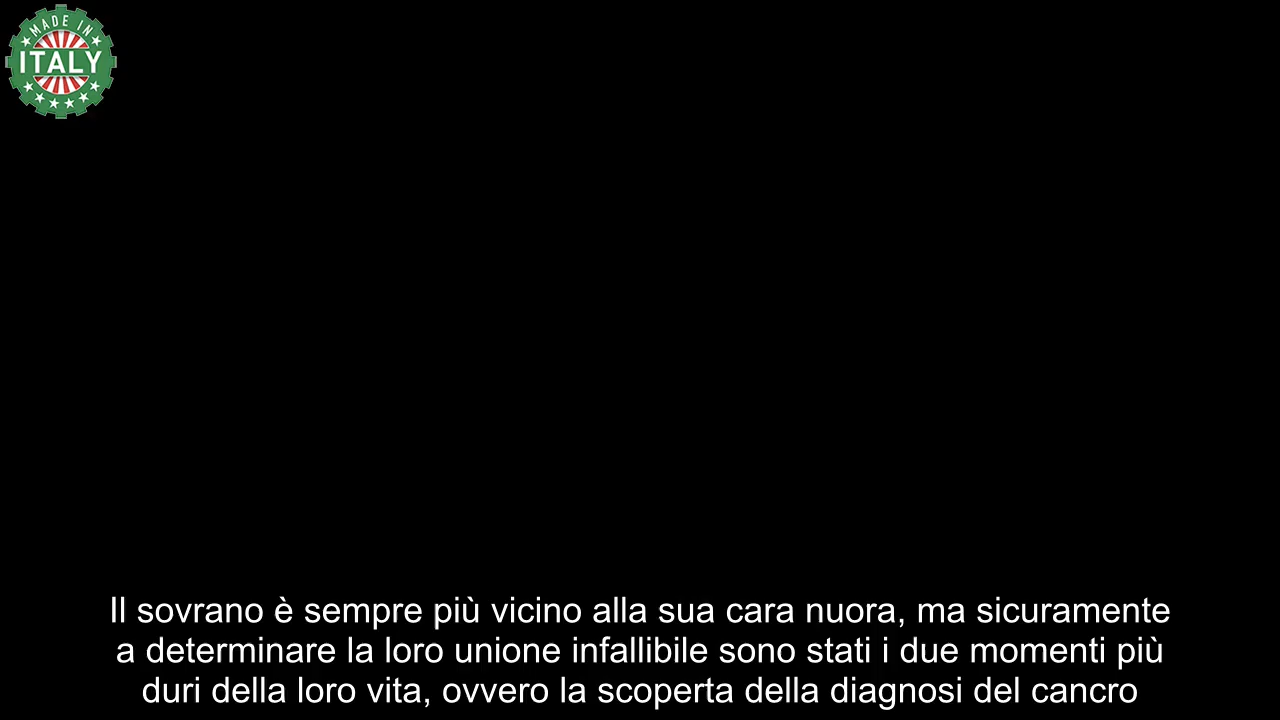 MADE IN
ITALY
Il sovrano è sempre più vicino alla sua cara nuora, ma sicuramente
a determinare la loro unione infallibile sono stati i due momenti più
duri della loro vita, ovvero la scoperta della diagnosi del cancro